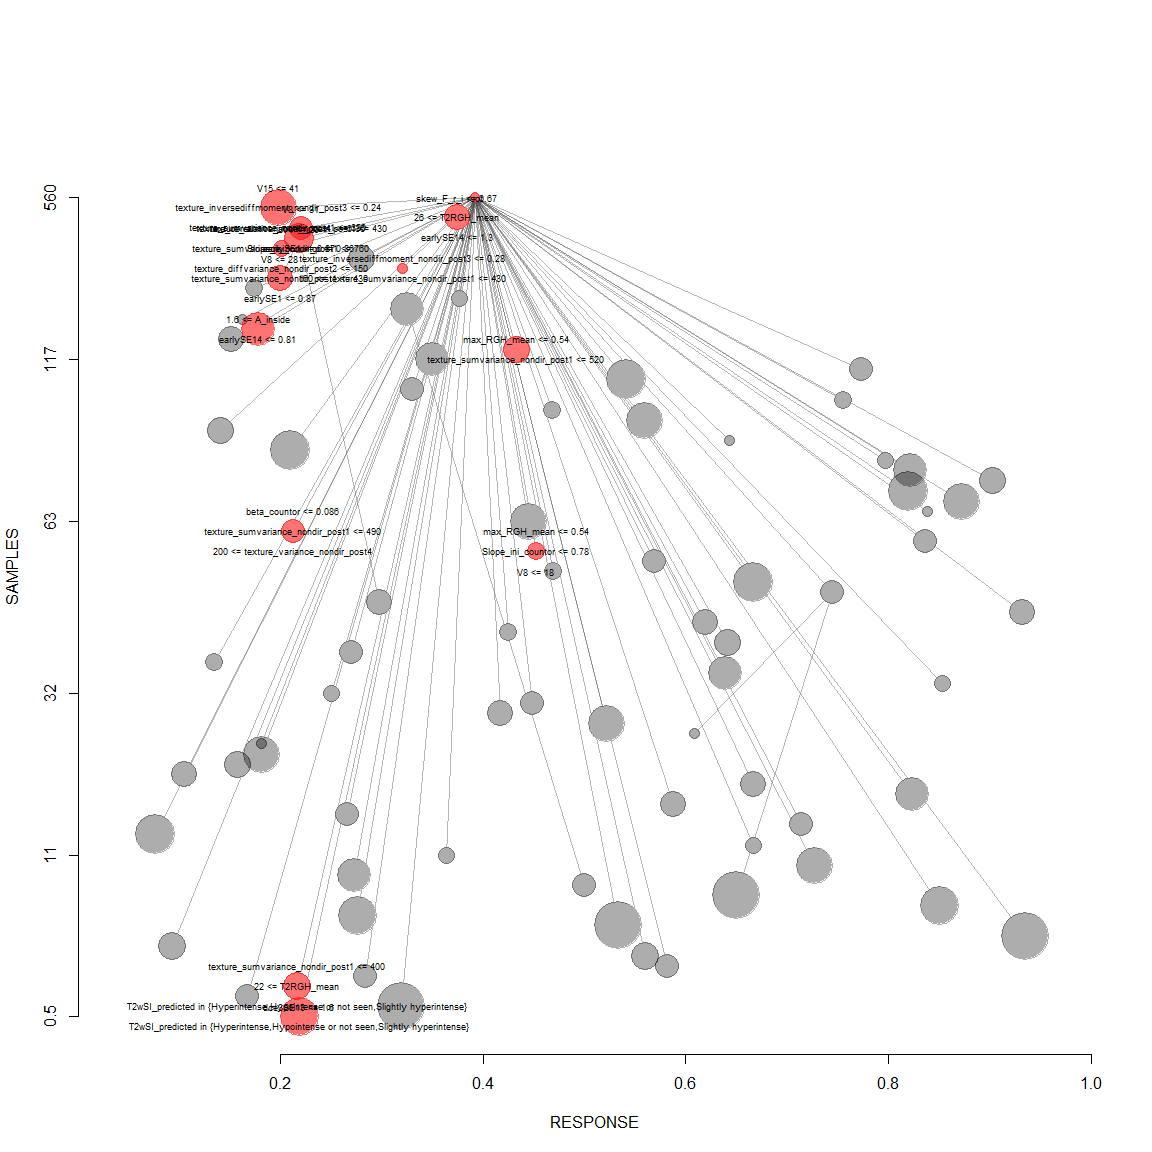 V15 <= 41
skew_F_r_i
texture_inversediffmoment_nondir_post3 <= 0.24
26 <= T2RGH_mean
earlySE14 <= 1.3
V8 <= 28
texture_inversediffmoment_nondir_post3 <= 0.28
texture_diffvariance_nondir_post2 <= 150
texture_sumvariance_nondir_post1 <= 430
earlySE1 <= 0.87
1.6 <= A_inside
earlySE14 <= 0.81
max_RGH_mean <= 0.54
texture_sumvariance_nondir_post1 <= 520
beta_countor <= 0.086
texture_sumvariance_nondir_post1 <= 490
200 <= texture_variance_nondir_post4
max_RGH_mean <= 0.54
Slope_ini_countor <= 0.78
V8 <= 18
texture_sumvariance_nondir_post1 <= 400
22 <= T2RGH_mean
T2wSI_predicted in {Hyperintense,Hypointense or not seen,Slightly hyperintense}
T2wSI_predicted in {Hyperintense,Hypointense or not seen,Slightly hyperintense}
560
117
63
32
11
0.5
SAMPLES
0.2 0.4 0.6 0.8 1.0
RESPONSE